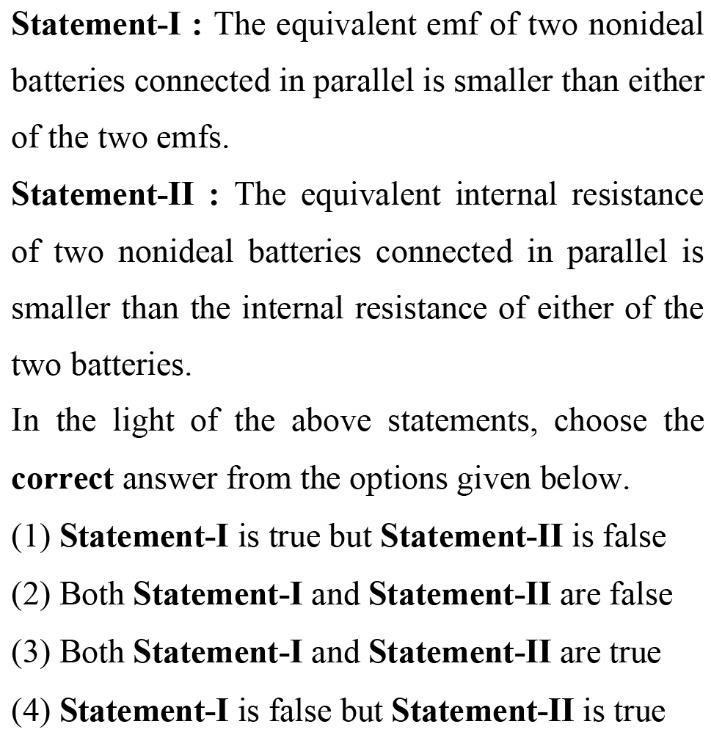 Statement-I : The equivalent emf of two nonideal
batteries connected in parallel is smaller than either
of the two emfs.
Statement-II : The equivalent internal resistance
of two nonideal batteries connected in parallel is
smaller than the internal resistance of either of the
two batteries.
In the light of the above statements, choose the
correct answer from the options given below.
(1) Statement-I is true but Statement-II is false
(2) Both Statement-I and Statement-II are false
(3) Both Statement-I and Statement-II are true
(4) Statement-I is false but Statement-II is true